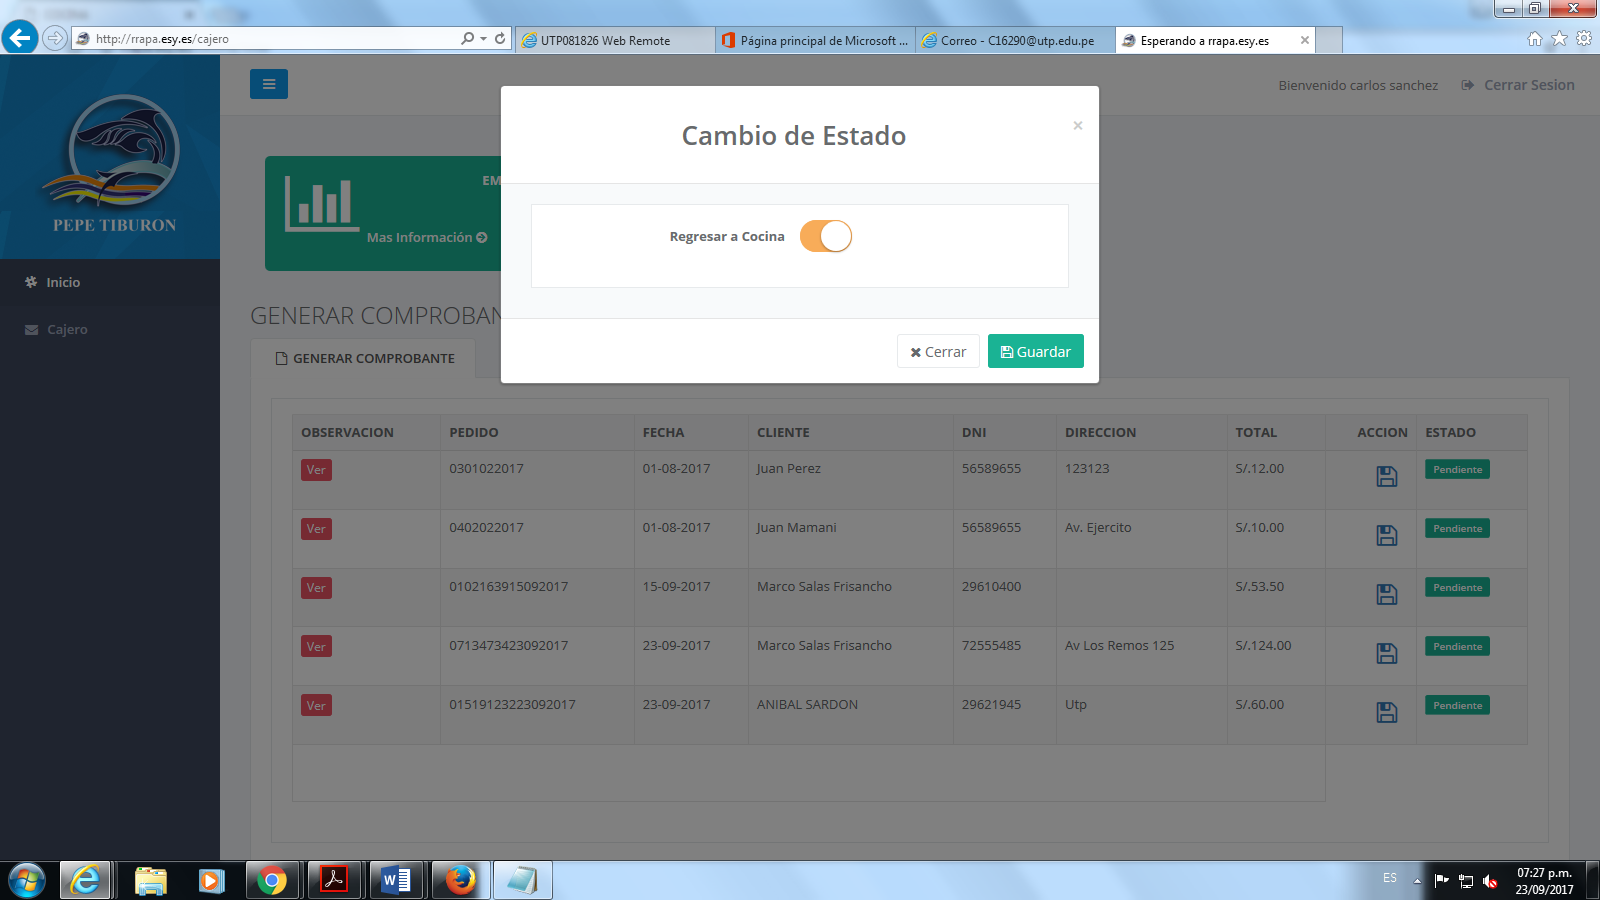 http://rrapa.esy.es/cajero
UTP081826 Web Remote
Página principal de Microsoft ...
Correo - C16290@utp.edu.pe
Esperando a rrapa.esy.es
PEPE TIBURON
Inicio
Cajero
Bienvenido carlos sanchez
Cerrar Sesion
EM
Mas Información
Cambio de Estado
×
Regresar a Cocina
Cerrar
Guardar
GENERAR COMPROBAN
GENERAR COMPROBANTE
OBSERVACION PEDIDO FECHA CLIENTE DNI DIRECCION TOTAL ACCION ESTADO
Ver 0301022017 01-08-2017 Juan Perez 56589655 123123 S/.12.00 Pendiente
Ver 0402022017 01-08-2017 Juan Mamani 56589655 Av. Ejercito S/.10.00 Pendiente
Ver 0102163915092017 15-09-2017 Marco Salas Frisancho 29610400 S/.53.50 Pendiente
Ver 0713473423092017 23-09-2017 Marco Salas Frisancho 72555485 Av Los Remos 125 S/.124.00 Pendiente
Ver 01519123223092017 23-09-2017 ANIBAL SARDON 29621945 Utp S/.60.00 Pendiente
ES
07:27 p.m.
23/09/2017